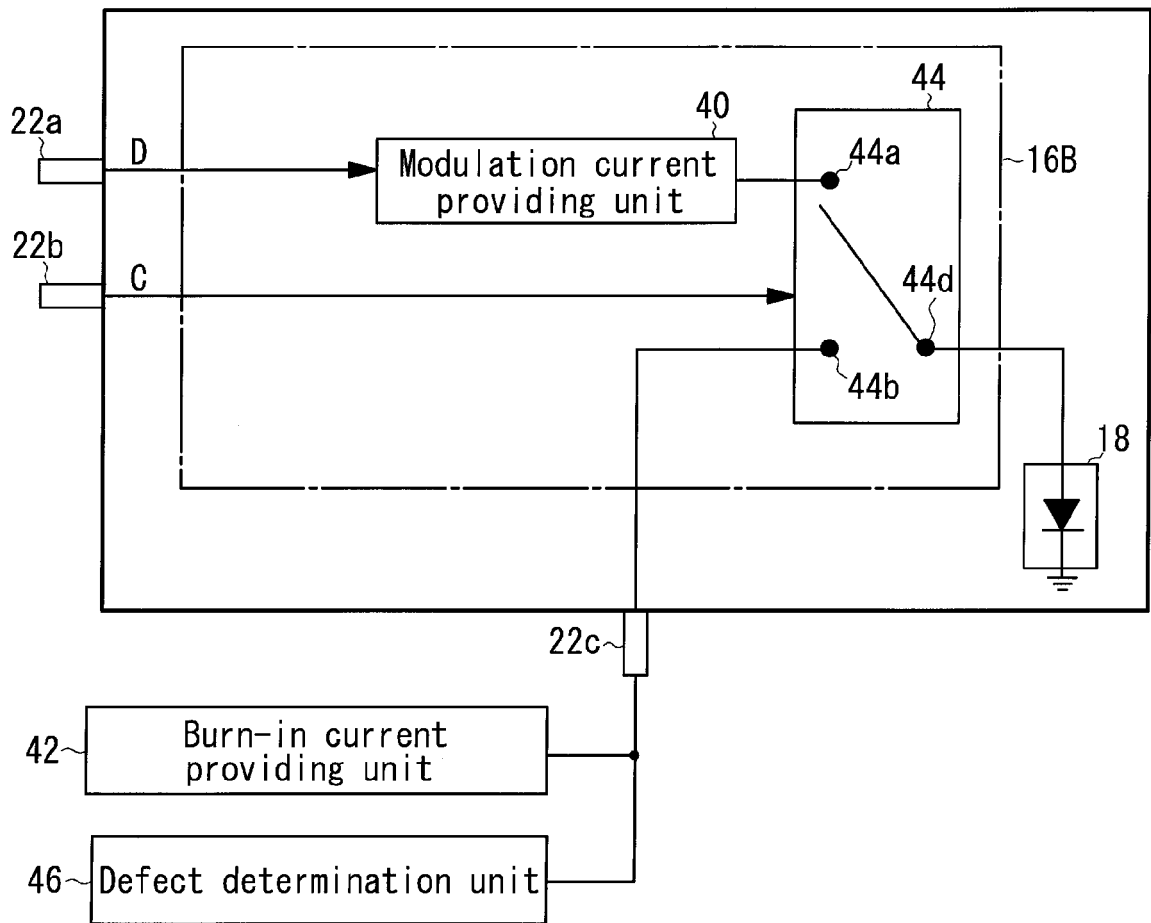 44
40
22a
D
Modulation current
providing unit
44a
16B
22b
C
44d
44b
18
22c
42
Burn-in current
providing unit
46
Defect determination unit